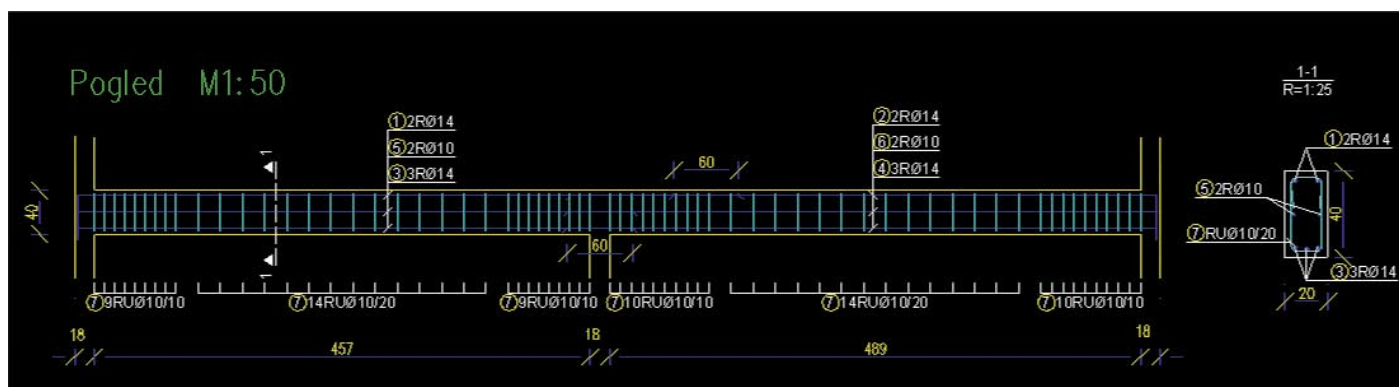 Pogled M1:50
1-1
R=1:25
①2RØ14
⑤2RØ10
③3RØ14
②2RØ14
⑥2RØ10
④3RØ14
①2RØ14
1
60
⑤2RØ10
40
40
⑦RUØ10/20
60
1
③3RØ14
20
⑦9RUØ10/10
⑦14RUØ10/20
⑦9RUØ10/10
⑦10RUØ10/10
⑦14RUØ10/20
⑦10RUØ10/10
18
457
18
489
18